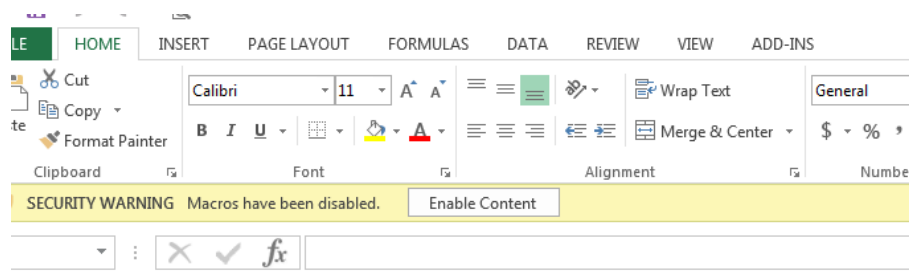 LE HOME INSERT PAGE LAYOUT FORMULAS DATA REVIEW VIEW ADD-INS
Cut
Calibri 11 A A Wrap Text General
Copy
te
Format Painter
B I U A Merge & Center $ %
Clipboard Font Alignment Numbe
SECURITY WARNING Macros have been disabled. Enable Content
fx